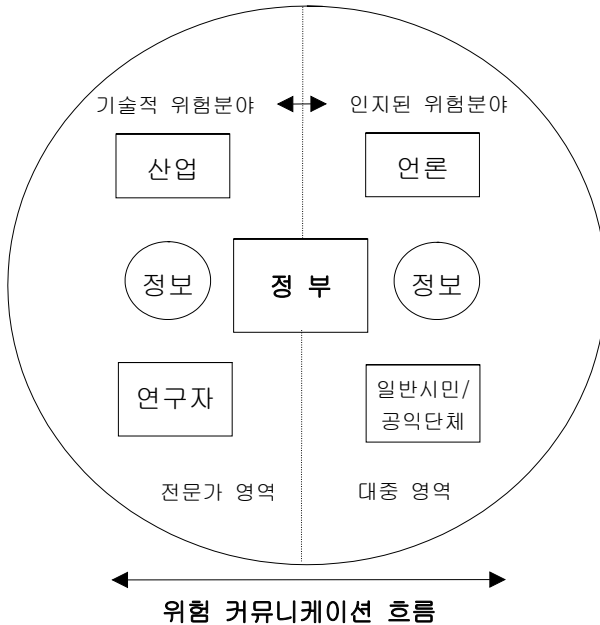 기술적 위험분야
인지된 위험분야
산업
언론
정보
정 부
정보
연구자
일반시민/
공익단체
전문가 영역
대중 영역
위험 커뮤니케이션 흐름